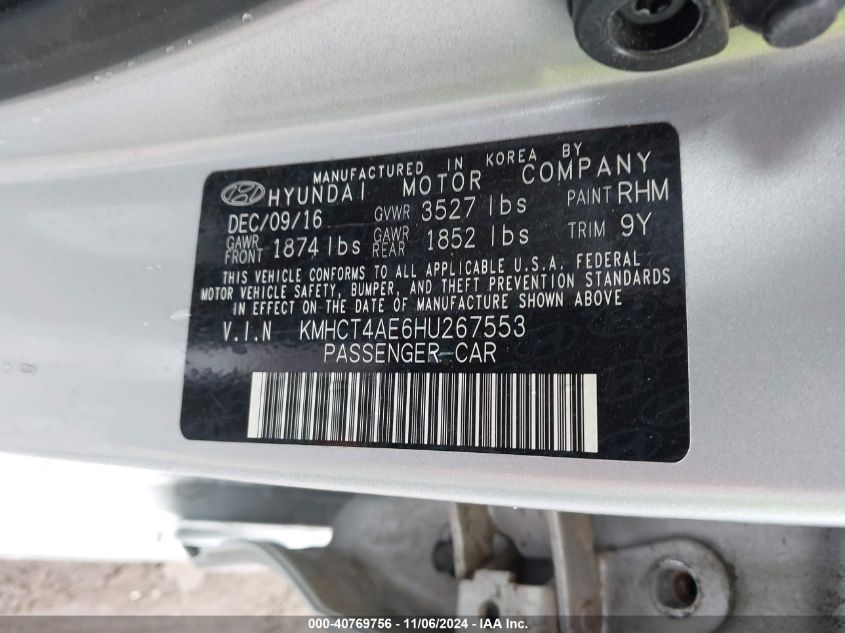 MANUFACTURED IN KOREA BY
HYUNDAI MOTOR COMPANY
DEC/09/16 GVWR 3527 lbs PAINT RHM
GAWR FRONT 1874 lbs GAWR REAR 1852 lbs TRIM 9Y
THIS VEHICLE CONFORMS TO ALL APPLICABLE U.S.A. FEDERAL
MOTOR VEHICLE SAFETY, BUMPER, AND THEFT PREVENTION STANDARDS
IN EFFECT ON THE DATE OF MANUFACTURE SHOWN ABOVE
V.I.N KMHCT4AE6HU267553
PASSENGER CAR
000-40769756 - 11/06/2024 - IAAI.com